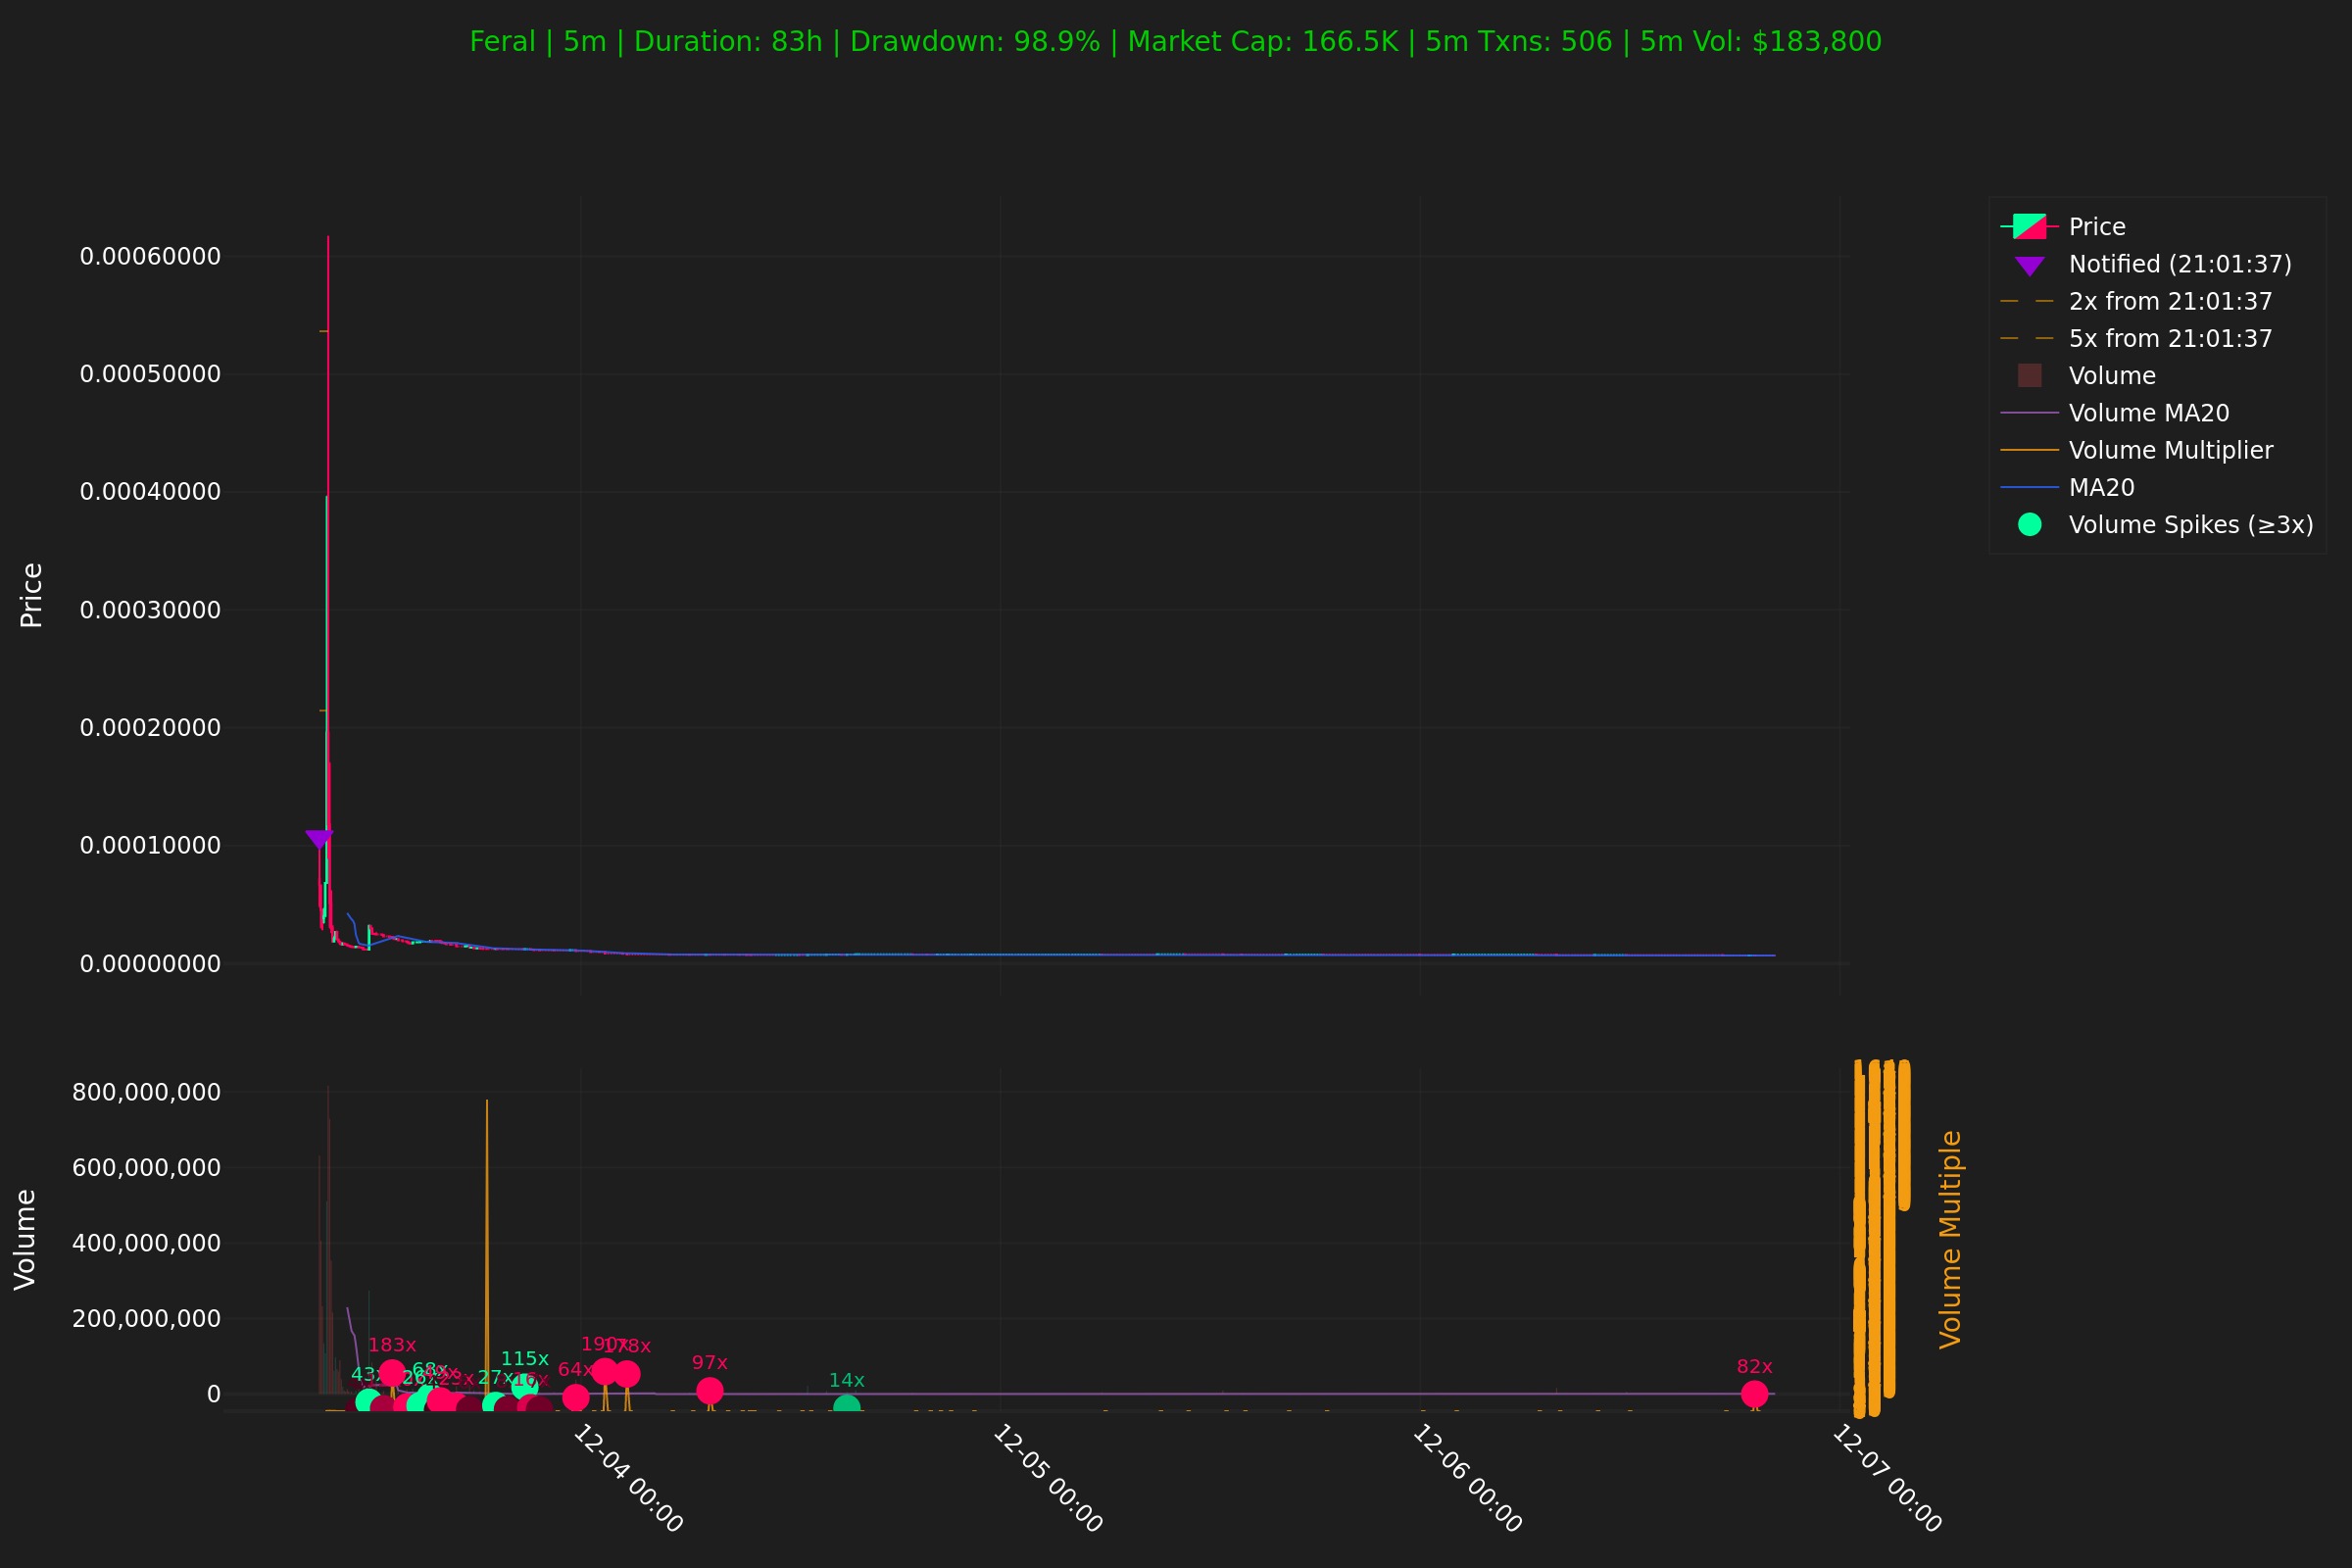 Feral | 5m | Duration: 83h | Drawdown: 98.9% | Market Cap: 166.5K | 5m Txns: 506 | 5m Vol: $183,800
Price
0.00060000
0.00050000
0.00040000
0.00030000
0.00020000
0.00010000
0.00000000
Price
Notified (21:01:37)
2x from 21:01:37
5x from 21:01:37
Volume
Volume MA20
Volume Multiplier
MA20
Volume Spikes (≥3x)
Volume
800,000,000
600,000,000
400,000,000
200,000,000
0
183x
68x
27x
115x
16x
64x
190x
178x
97x
14x
82x
Volume Multiple
12-04 00:00
12-05 00:00
12-06 00:00
12-07 00:00